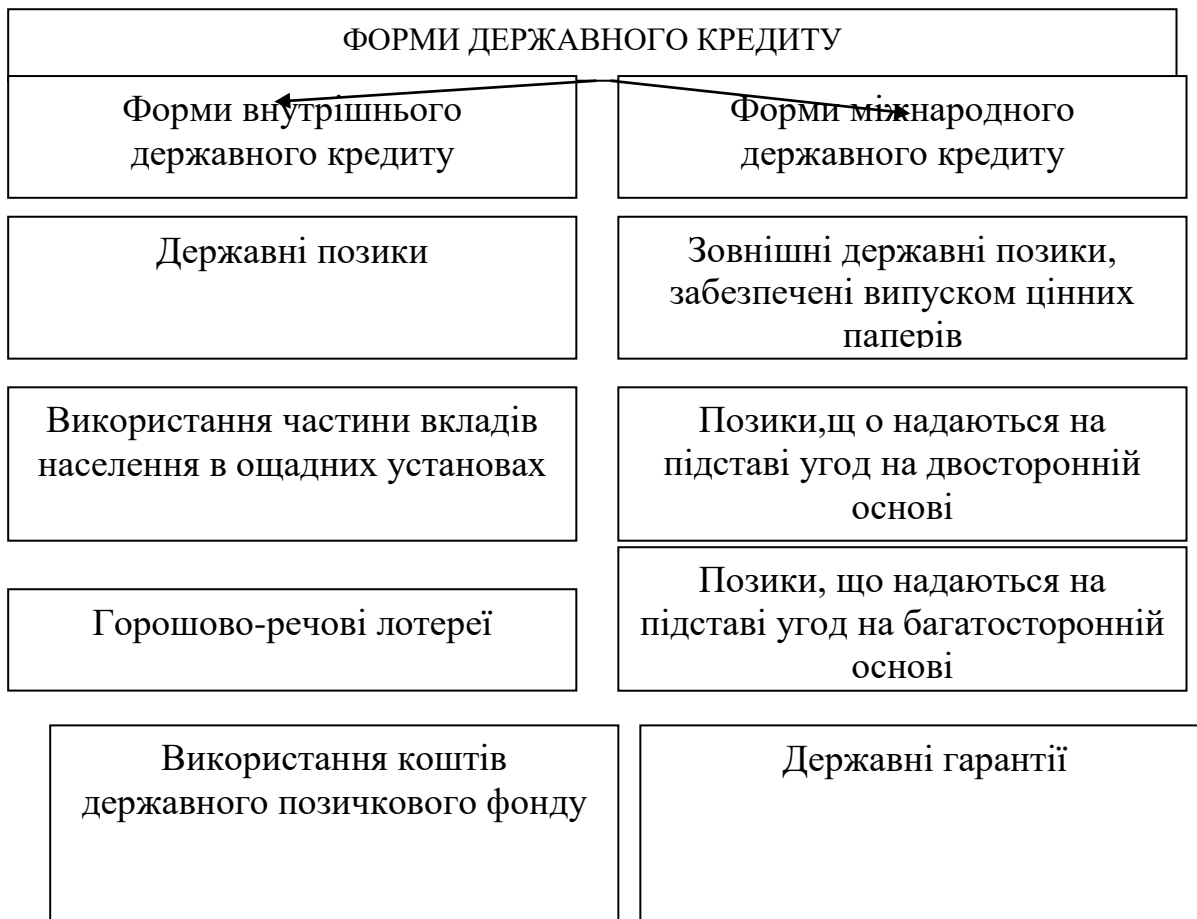 ФОРМИ ДЕРЖАВНОГО КРЕДИТУ
Форми внутрішнього
державного кредиту
Форми міжнародного
державного кредиту
Державні позики
Зовнішні державні позики,
забезпечені випуском цінних
паперів
Використання частини вкладів
населення в ощадних установах
Позики,щ о надаються на
підставі угод на двосторонній
основі
Горошово-речові лотереї
Позики, що надаються на
підставі угод на багатосторонній
основі
Використання коштів
державного позичкового фонду
Державні гарантії